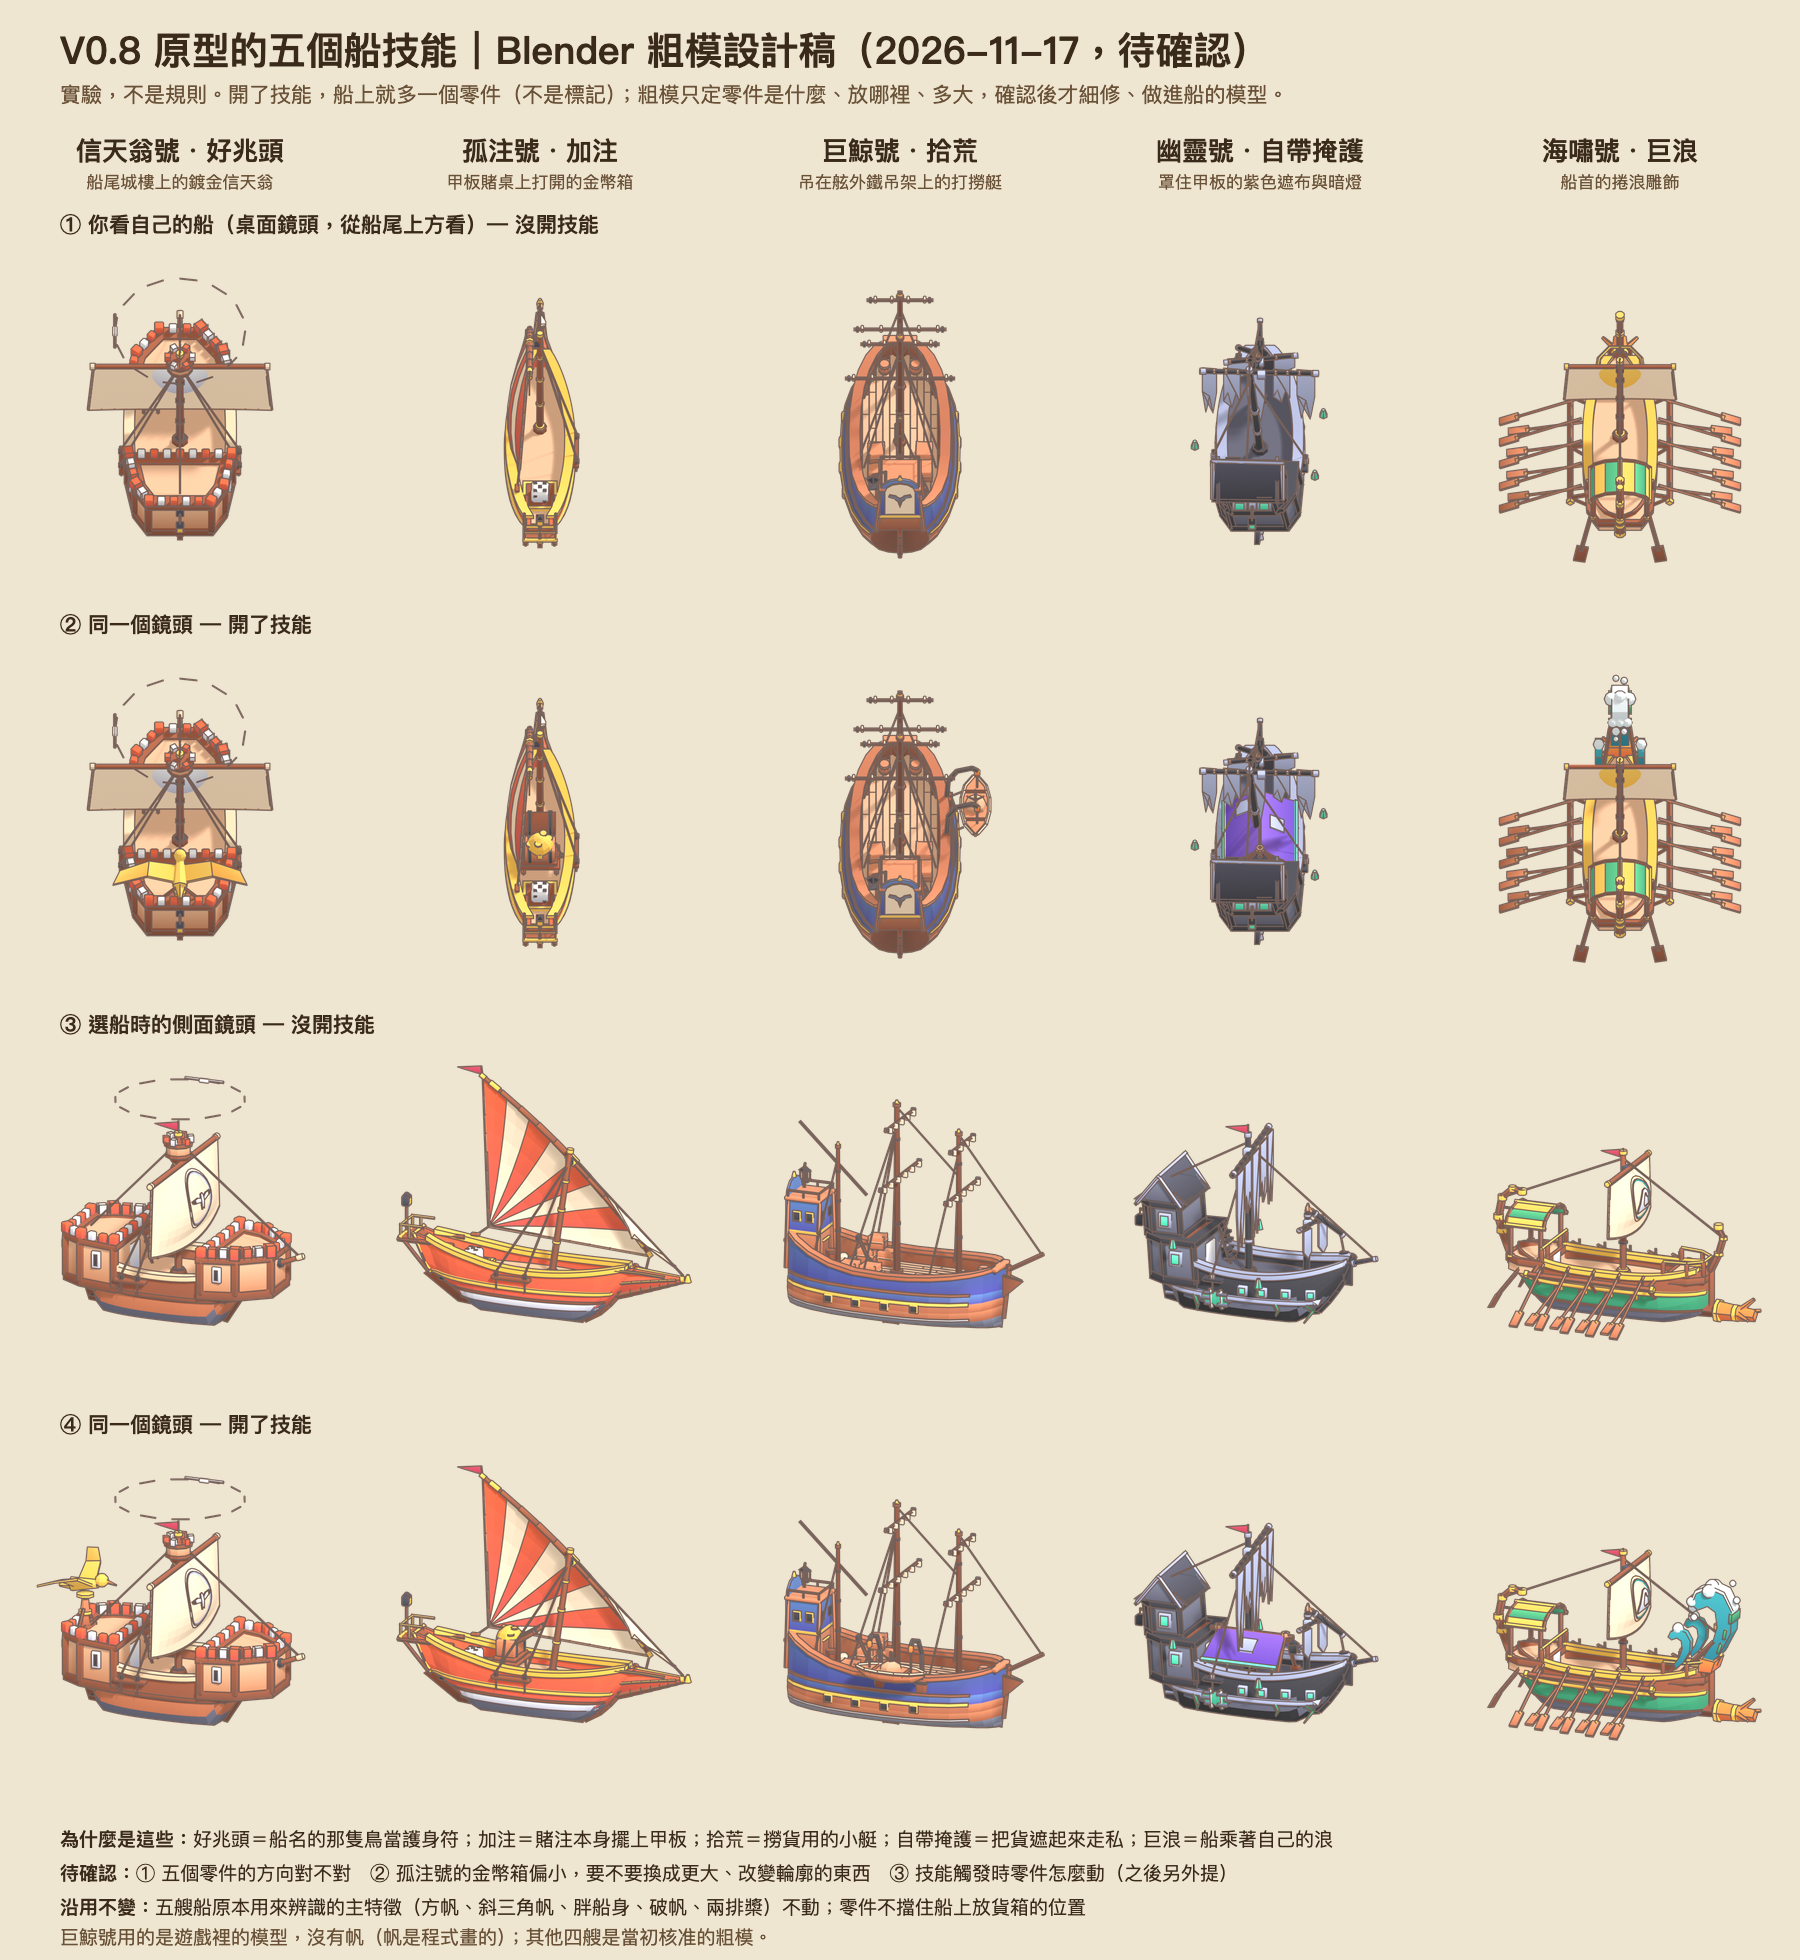 V0.8 原型的五個船技能｜Blender 粗模設計稿（2026–11–17，待確認）
實驗，不是規則。開了技能，船上就多一個零件（不是標記）；粗模只定零件是什麼、放哪裡、多大，確認後才細修、做進船的模型。
信天翁號 · 好兆頭
船尾城樓上的鍍金信天翁
孤注號 · 加注
甲板賭桌上打開的金幣箱
巨鯨號 · 拾荒
吊在舷外鐵吊架上的打撈艇
幽靈號 · 自帶掩護
罩住甲板的紫色遮布與暗燈
海嘯號 · 巨浪
船首的捲浪雕飾
① 你看自己的船（桌面鏡頭，從船尾上方看）— 沒開技能
② 同一個鏡頭 — 開了技能
③ 選船時的側面鏡頭 — 沒開技能
④ 同一個鏡頭 — 開了技能
為什麼是這些：好兆頭＝船名的那隻鳥當護身符；加注＝賭注本身擺上甲板；拾荒＝撈貨用的小艇；自帶掩護＝把貨遮起來走私；巨浪＝船乘著自己的浪
待確認：① 五個零件的方向對不對　② 孤注號的金幣箱偏小，要不要換成更大、改變輪廓的東西　③ 技能觸發時零件怎麼動（之後另外提）
沿用不變：五艘船原本用來辨識的主特徵（方帆、斜三角帆、胖船身、破帆、兩排槳）不動；零件不擋住船上放貨箱的位置
巨鯨號用的是遊戲裡的模型，沒有帆（帆是程式畫的）；其他四艘是當初核准的粗模。